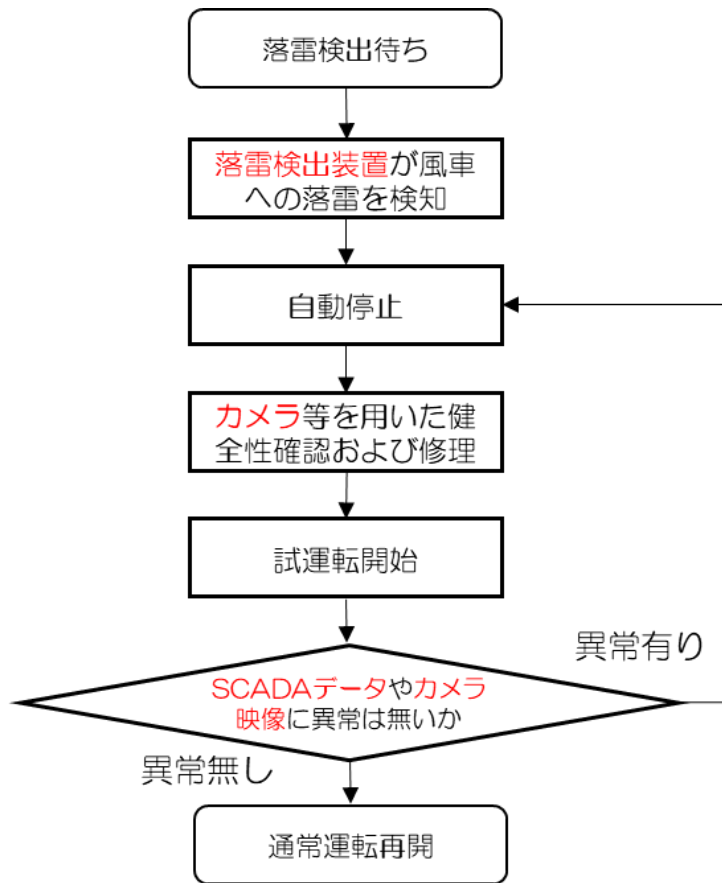 落雷検出待ち
落雷検出装置が風車
への落雷を検知
自動停止
カメラ等を用いた健
全性確認および修理
試運転開始
異常有り
SCADAデータやカメラ
映像に異常は無いか
異常無し
通常運転再開